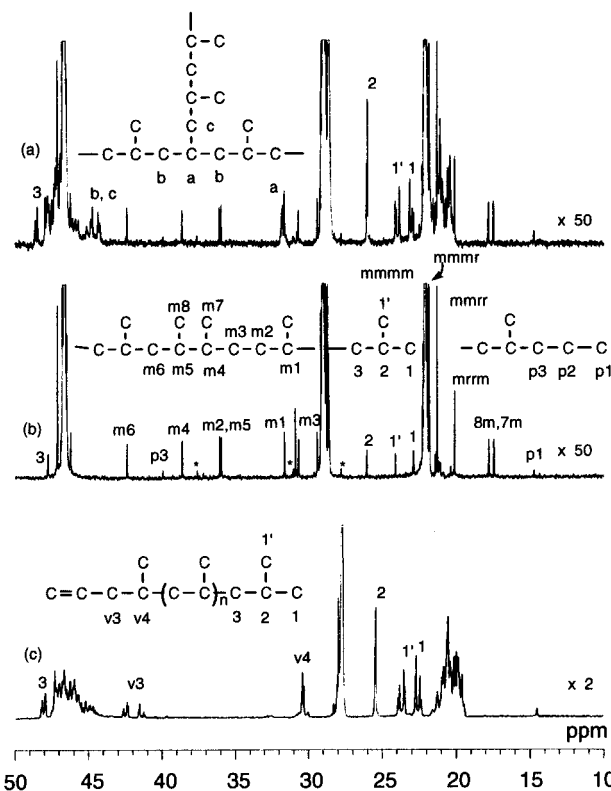 C – C
C
C – C
C C c C
— C – C – C – C – C – C – C —
b a b
(a)
3
b, c
a
2
1' 1
x 50
mmmm
mmmr
mmrr
mrrm
m8 m7
C C
m3 m2 C
— C – C – C – C – C – C – C – C —
m6 m5 m4 m1
1'
C
— C – C – C
3 2 1
C
— C – C – C – C – C
p3 p2 p1
(b)
3
m6
p3
m4
*
m2,m5
m1
*
m3
*
2
1'
1
8m,7m
p1
x 50
1'
C C C
C=C – C – C –(C – C)n C – C – C
v3 v4 3 2 1
(c)
3
v3
v4
2
1' 1
x 2
ppm
50 45 40 35 30 25 20 15 10